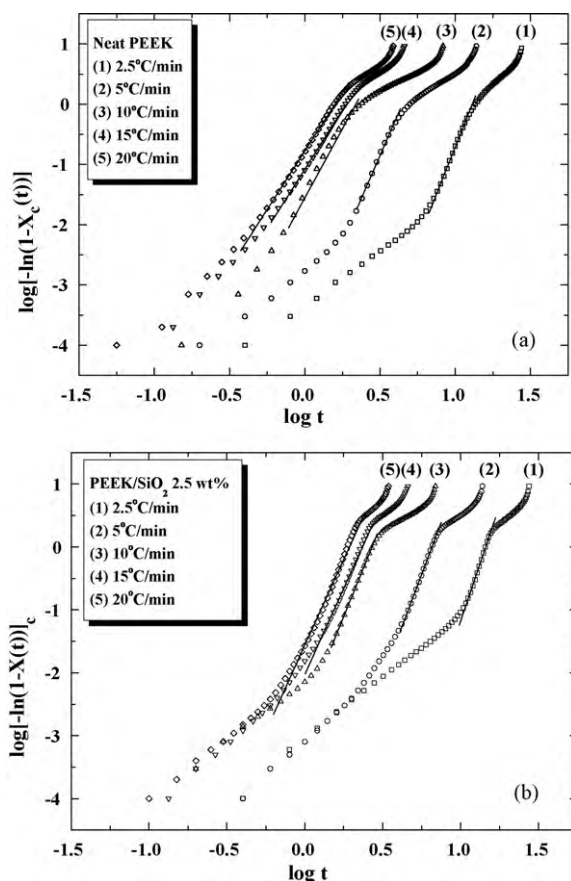 (5) (4) (3) (2) (1)
Neat PEEK
(1) 2.5°C/min
(2) 5°C/min
(3) 10°C/min
(4) 15°C/min
(5) 20°C/min
1
0
-1
-2
-3
-4
log[-ln(1-X_c(t))]
(a)
-1.5 -1.0 -0.5 0.0 0.5 1.0 1.5
log t
(5) (4) (3) (2) (1)
PEEK/SiO₂ 2.5 wt%
(1) 2.5°C/min
(2) 5°C/min
(3) 10°C/min
(4) 15°C/min
(5) 20°C/min
1
0
-1
-2
-3
-4
log[-ln(1-X(t))]_c
(b)
-1.5 -1.0 -0.5 0.0 0.5 1.0 1.5
log t